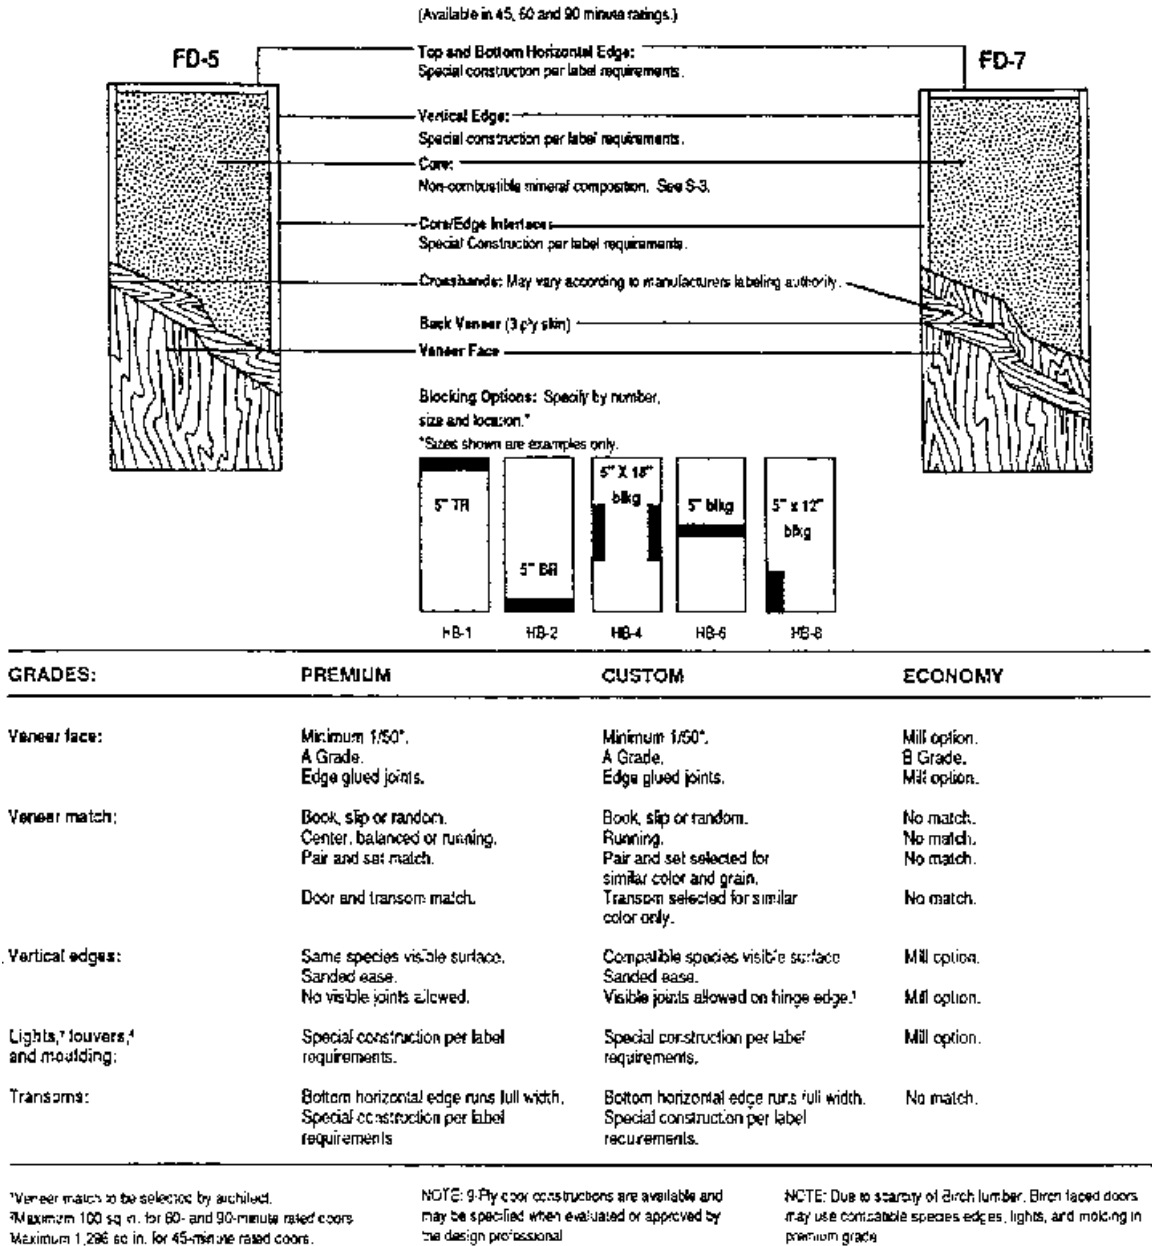 (Available in 45, 60 and 90 minute ratings.)
FD-5
Top and Bottom Horizontal Edge:
Special construction per label requirements.
FD-7
Vertical Edge:
Special construction per label requirements.
Core:
Non-combustible mineral composition. See S-3.
Core/Edge Interface:
Special Construction per label requirements.
Crossbands: May vary according to manufacturers labeling authority.
Back Veneer (3 ply skin)
Veneer Face
Blocking Options: Specify by number,
size and location.*
*Sizes shown are examples only.
5" TR
5" BR
5" X 18"
blkg
5" blkg
5" x 12"
blkg
HB-1 HB-2 HB-4 HB-6 HB-8
GRADES: PREMIUM CUSTOM ECONOMY
Veneer face: Minimum 1/50". Minimum 1/50". Mill option.
A Grade. A Grade. B Grade.
Edge glued joints. Edge glued joints. Mill option.
Veneer match: Book, slip or random. Book, slip or random. No match.
Center, balanced or running. Running. No match.
Pair and set match. Pair and set selected for No match.
similar color and grain.
Door and transom match. Transom selected for similar No match.
color only.
Vertical edges: Same species visible surface. Compatible species visible surface Mill option.
Sanded ease. Sanded ease.
No visible joints allowed. Visible joints allowed on hinge edge.¹ Mill option.
Lights,³ louvers,⁴ Special construction per label Special construction per label Mill option.
and moulding: requirements. requirements.
Transoms: Bottom horizontal edge runs full width. Bottom horizontal edge runs full width. No match.
Special construction per label Special construction per label
requirements requirements.
¹Veneer match to be selected by architect.
Maximum 100 sq in. for 60- and 90-minute rated doors
Maximum 1,296 sq in. for 45-minute rated doors.
NOTE: 9-Ply door constructions are available and
may be specified when evaluated or approved by
the design professional
NOTE: Due to scarcity of Birch lumber, Birch faced doors
may use compatible species edges, lights, and molding in
premium grade